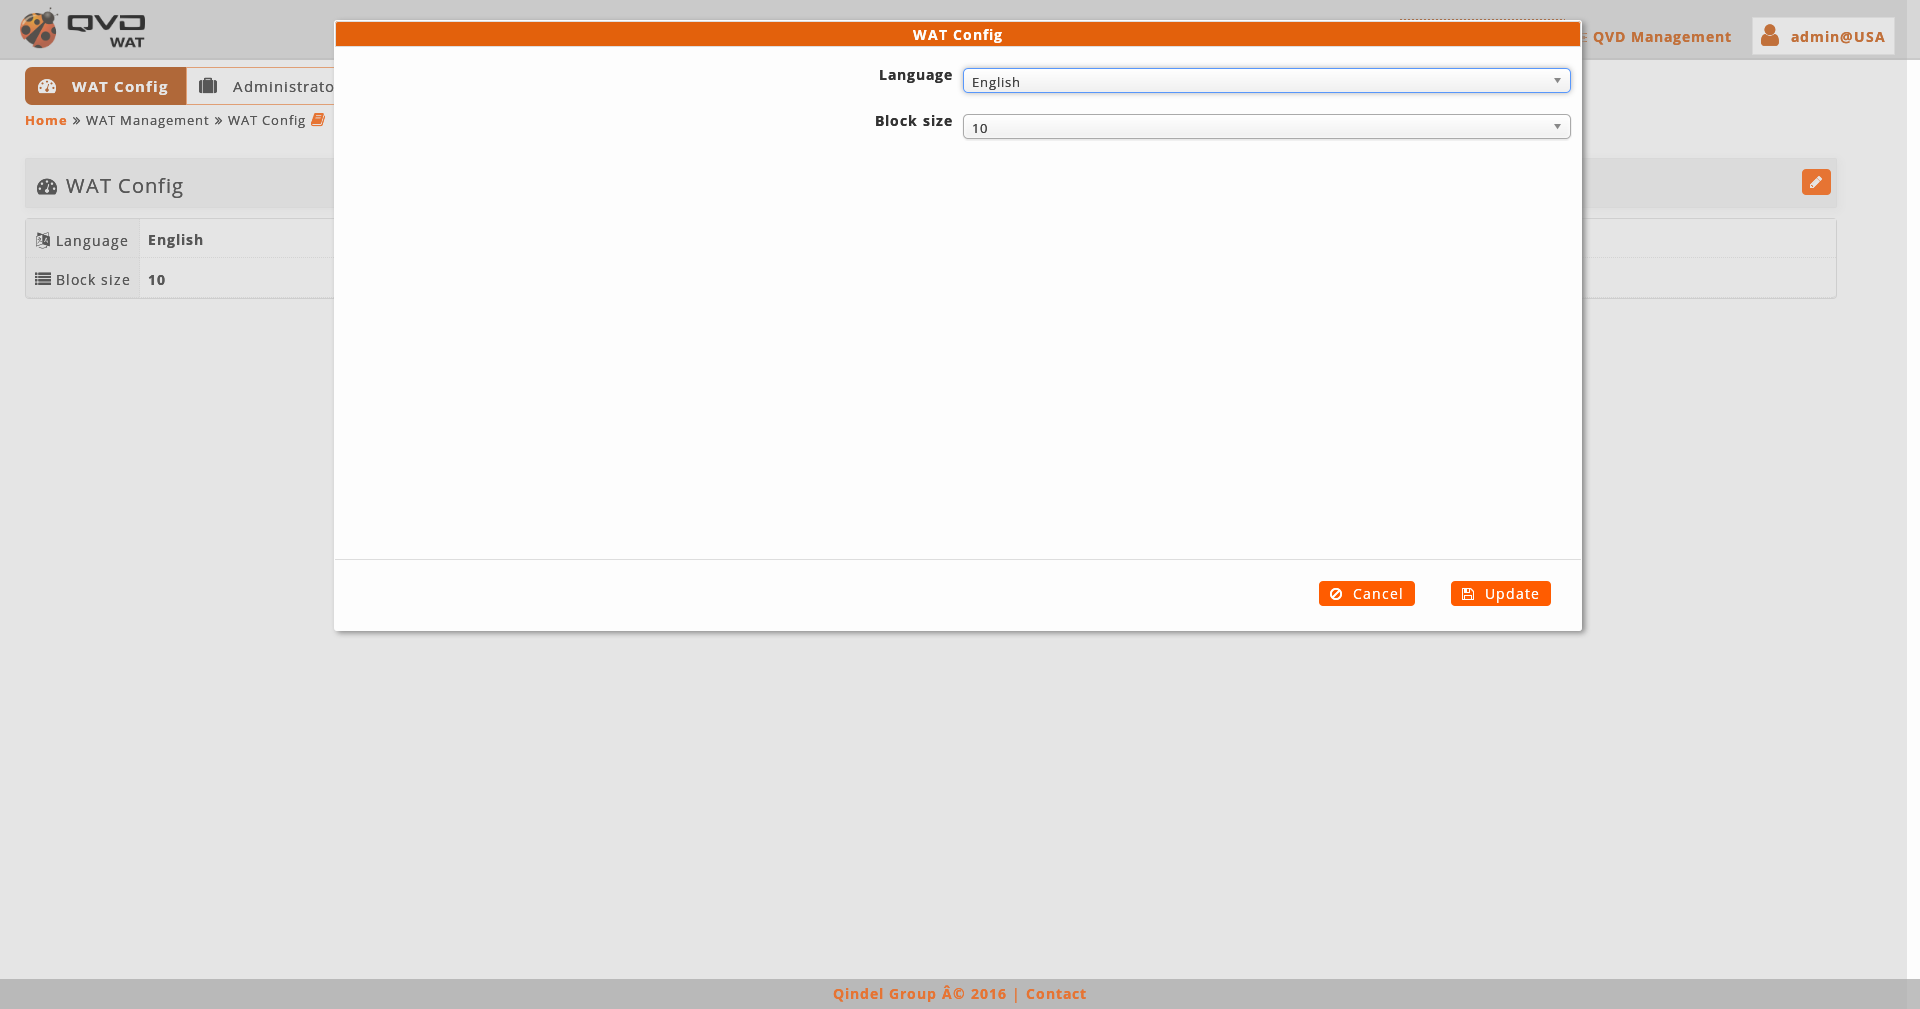 QVD
WAT
QVD Management
admin@USA
WAT Config
Administrato
Home » WAT Management » WAT Config
WAT Config
Language English
Block size 10
WAT Config
Language English
Block size 10
Cancel Update
Qindel Group Â© 2016 | Contact